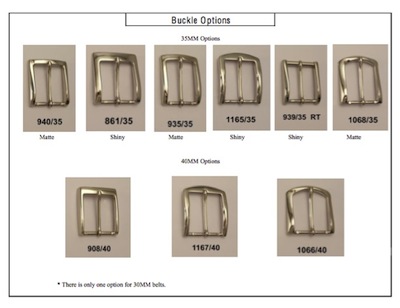 Buckle Options
35MM Options
940/35 861/35 935/35 1165/35 939/35 RT 1068/35
Matte Shiny Matte Shiny Shiny Matte
40MM Options
908/40 1167/40 1066/40
* There is only one option for 30MM belts.